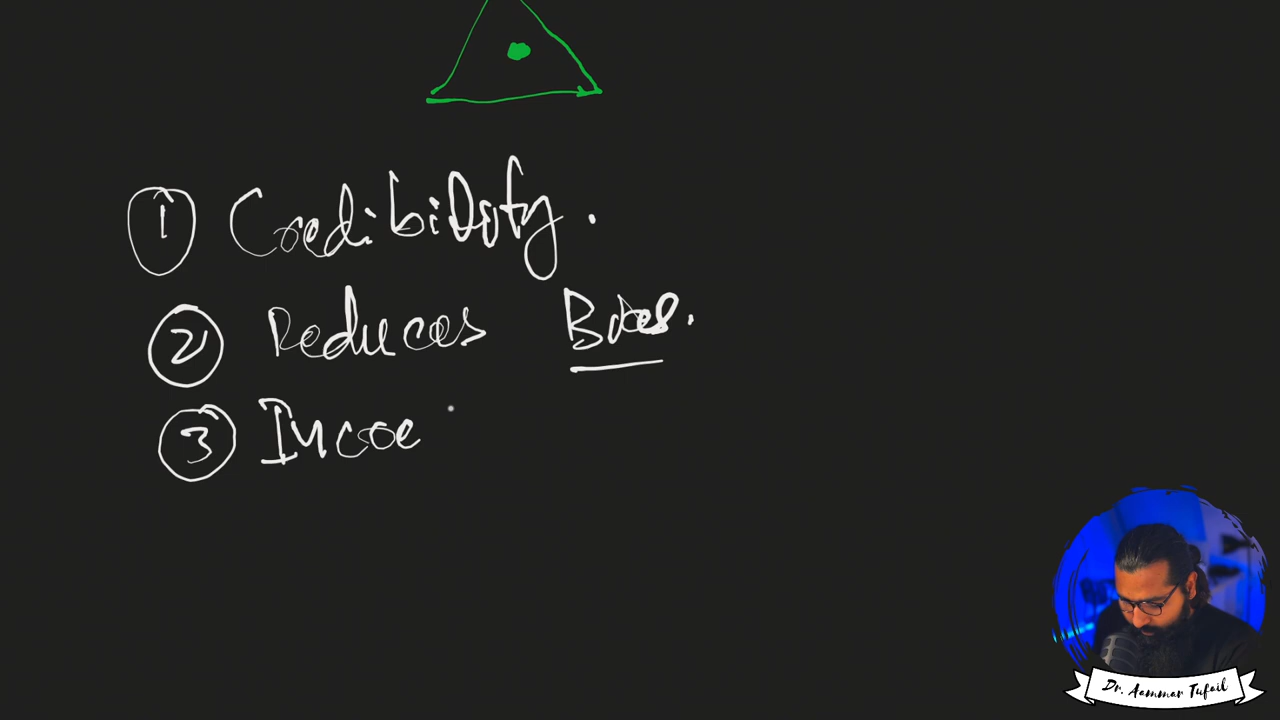 1 Credibility.
2 Reduces Bias.
3 Incre
Dr. Aammar Tufail